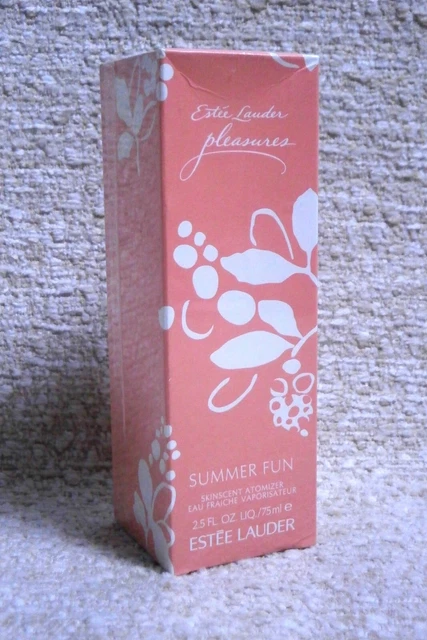 Estée Lauder
pleasures
SUMMER FUN
SKINSCENT ATOMIZER
EAU FRAICHE VAPORISATEUR
2.5 FL. OZ. LIQ./75 ml e
ESTĒE LAUDER